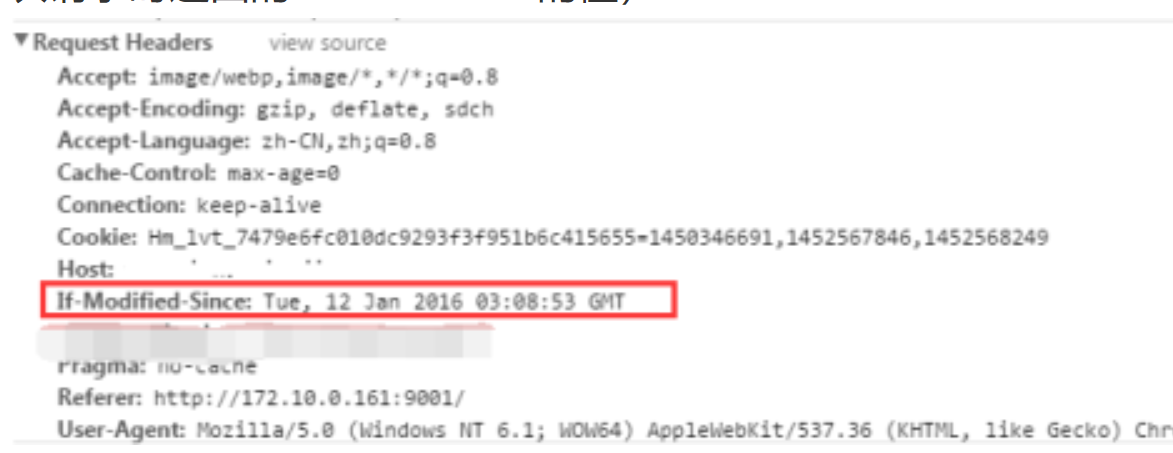 Request Headers view source
Accept: image/webp,image/*,*/*;q=0.8
Accept-Encoding: gzip, deflate, sdch
Accept-Language: zh-CN,zh;q=0.8
Cache-Control: max-age=0
Connection: keep-alive
Cookie: Hm_lvt_7479e6fc010dc9293f3f951b6c415655=1450346691,1452567846,1452568249
Host:
If-Modified-Since: Tue, 12 Jan 2016 03:08:53 GMT
Pragma: no-cache
Referer: http://172.10.0.161:9001/
User-Agent: Mozilla/5.0 (Windows NT 6.1; WOW64) AppleWebKit/537.36 (KHTML, like Gecko) Chr